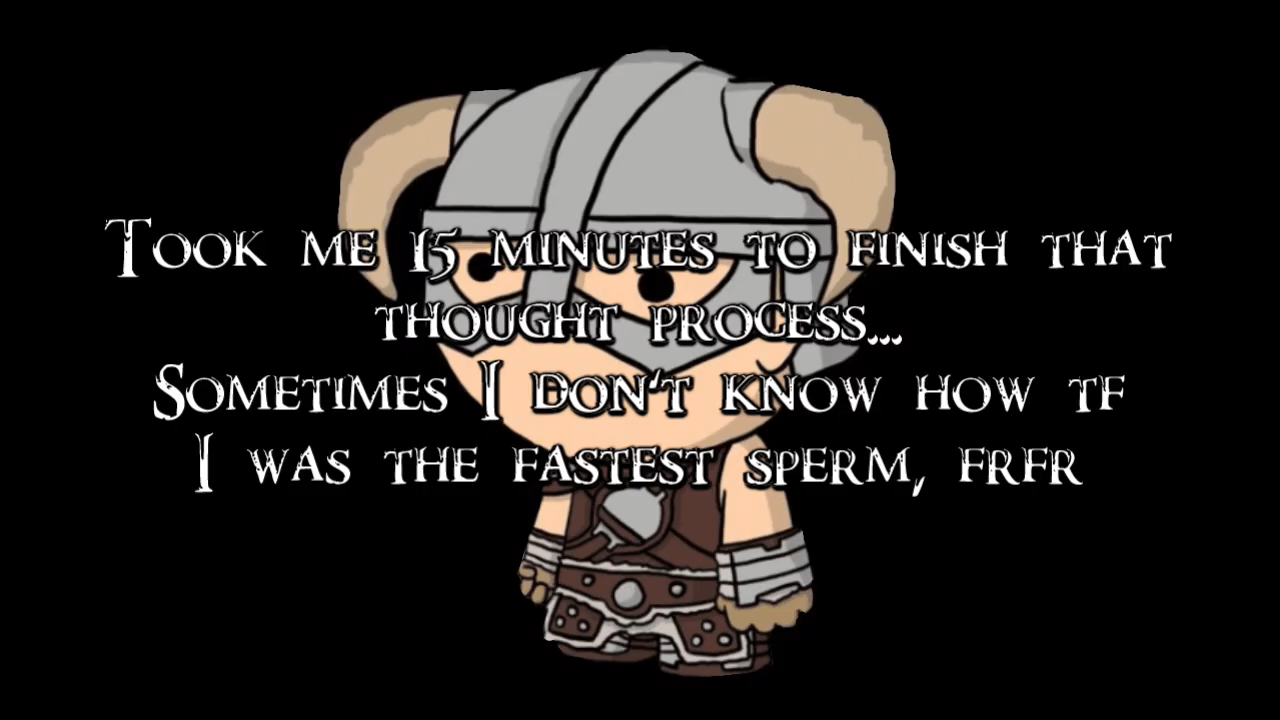 Took me 15 minutes to finish that
thought process...
Sometimes I don't know how tf
I was the fastest sperm, frfr